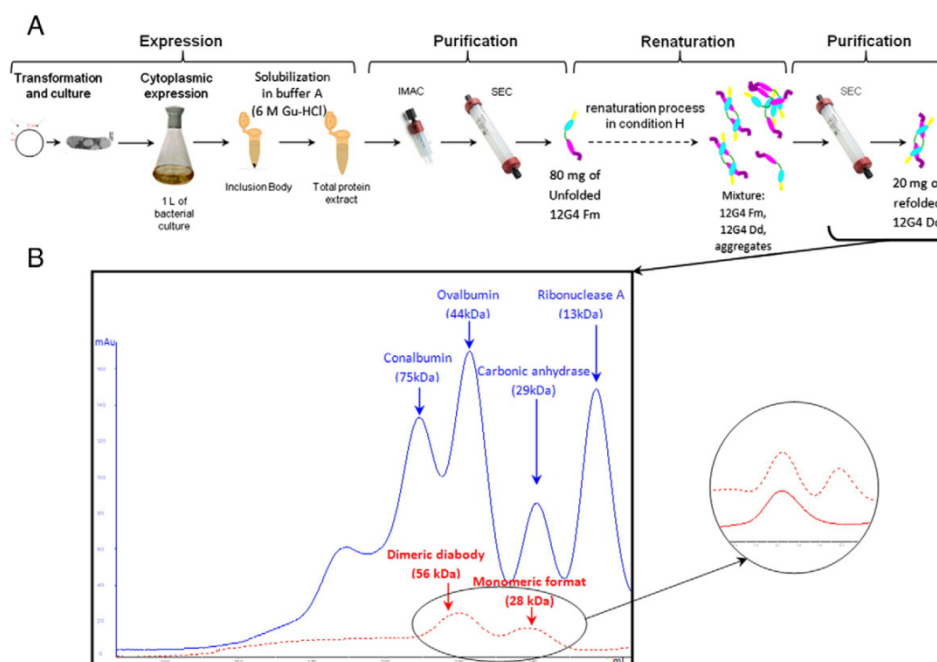 A
Expression
Purification
Renaturation
Purification
Transformation
and culture
Cytoplasmic
expression
Solubilization
in buffer A
(6 M Gu-HCl)
IMAC
SEC
renaturation process
in condition H
SEC
1 L of
bacterial
culture
Inclusion Body
Total protein
extract
80 mg of
Unfolded
12G4 Fm
Mixture:
12G4 Fm,
12G4 Dd,
aggregates
20 mg o
refolded
12G4 Dd
B
mAu
Conalbumin
(75kDa)
Ovalbumin
(44kDa)
Carbonic anhydrase
(29kDa)
Ribonuclease A
(13kDa)
Dimeric diabody
(56 kDa)
Monomeric format
(28 kDa)
mL